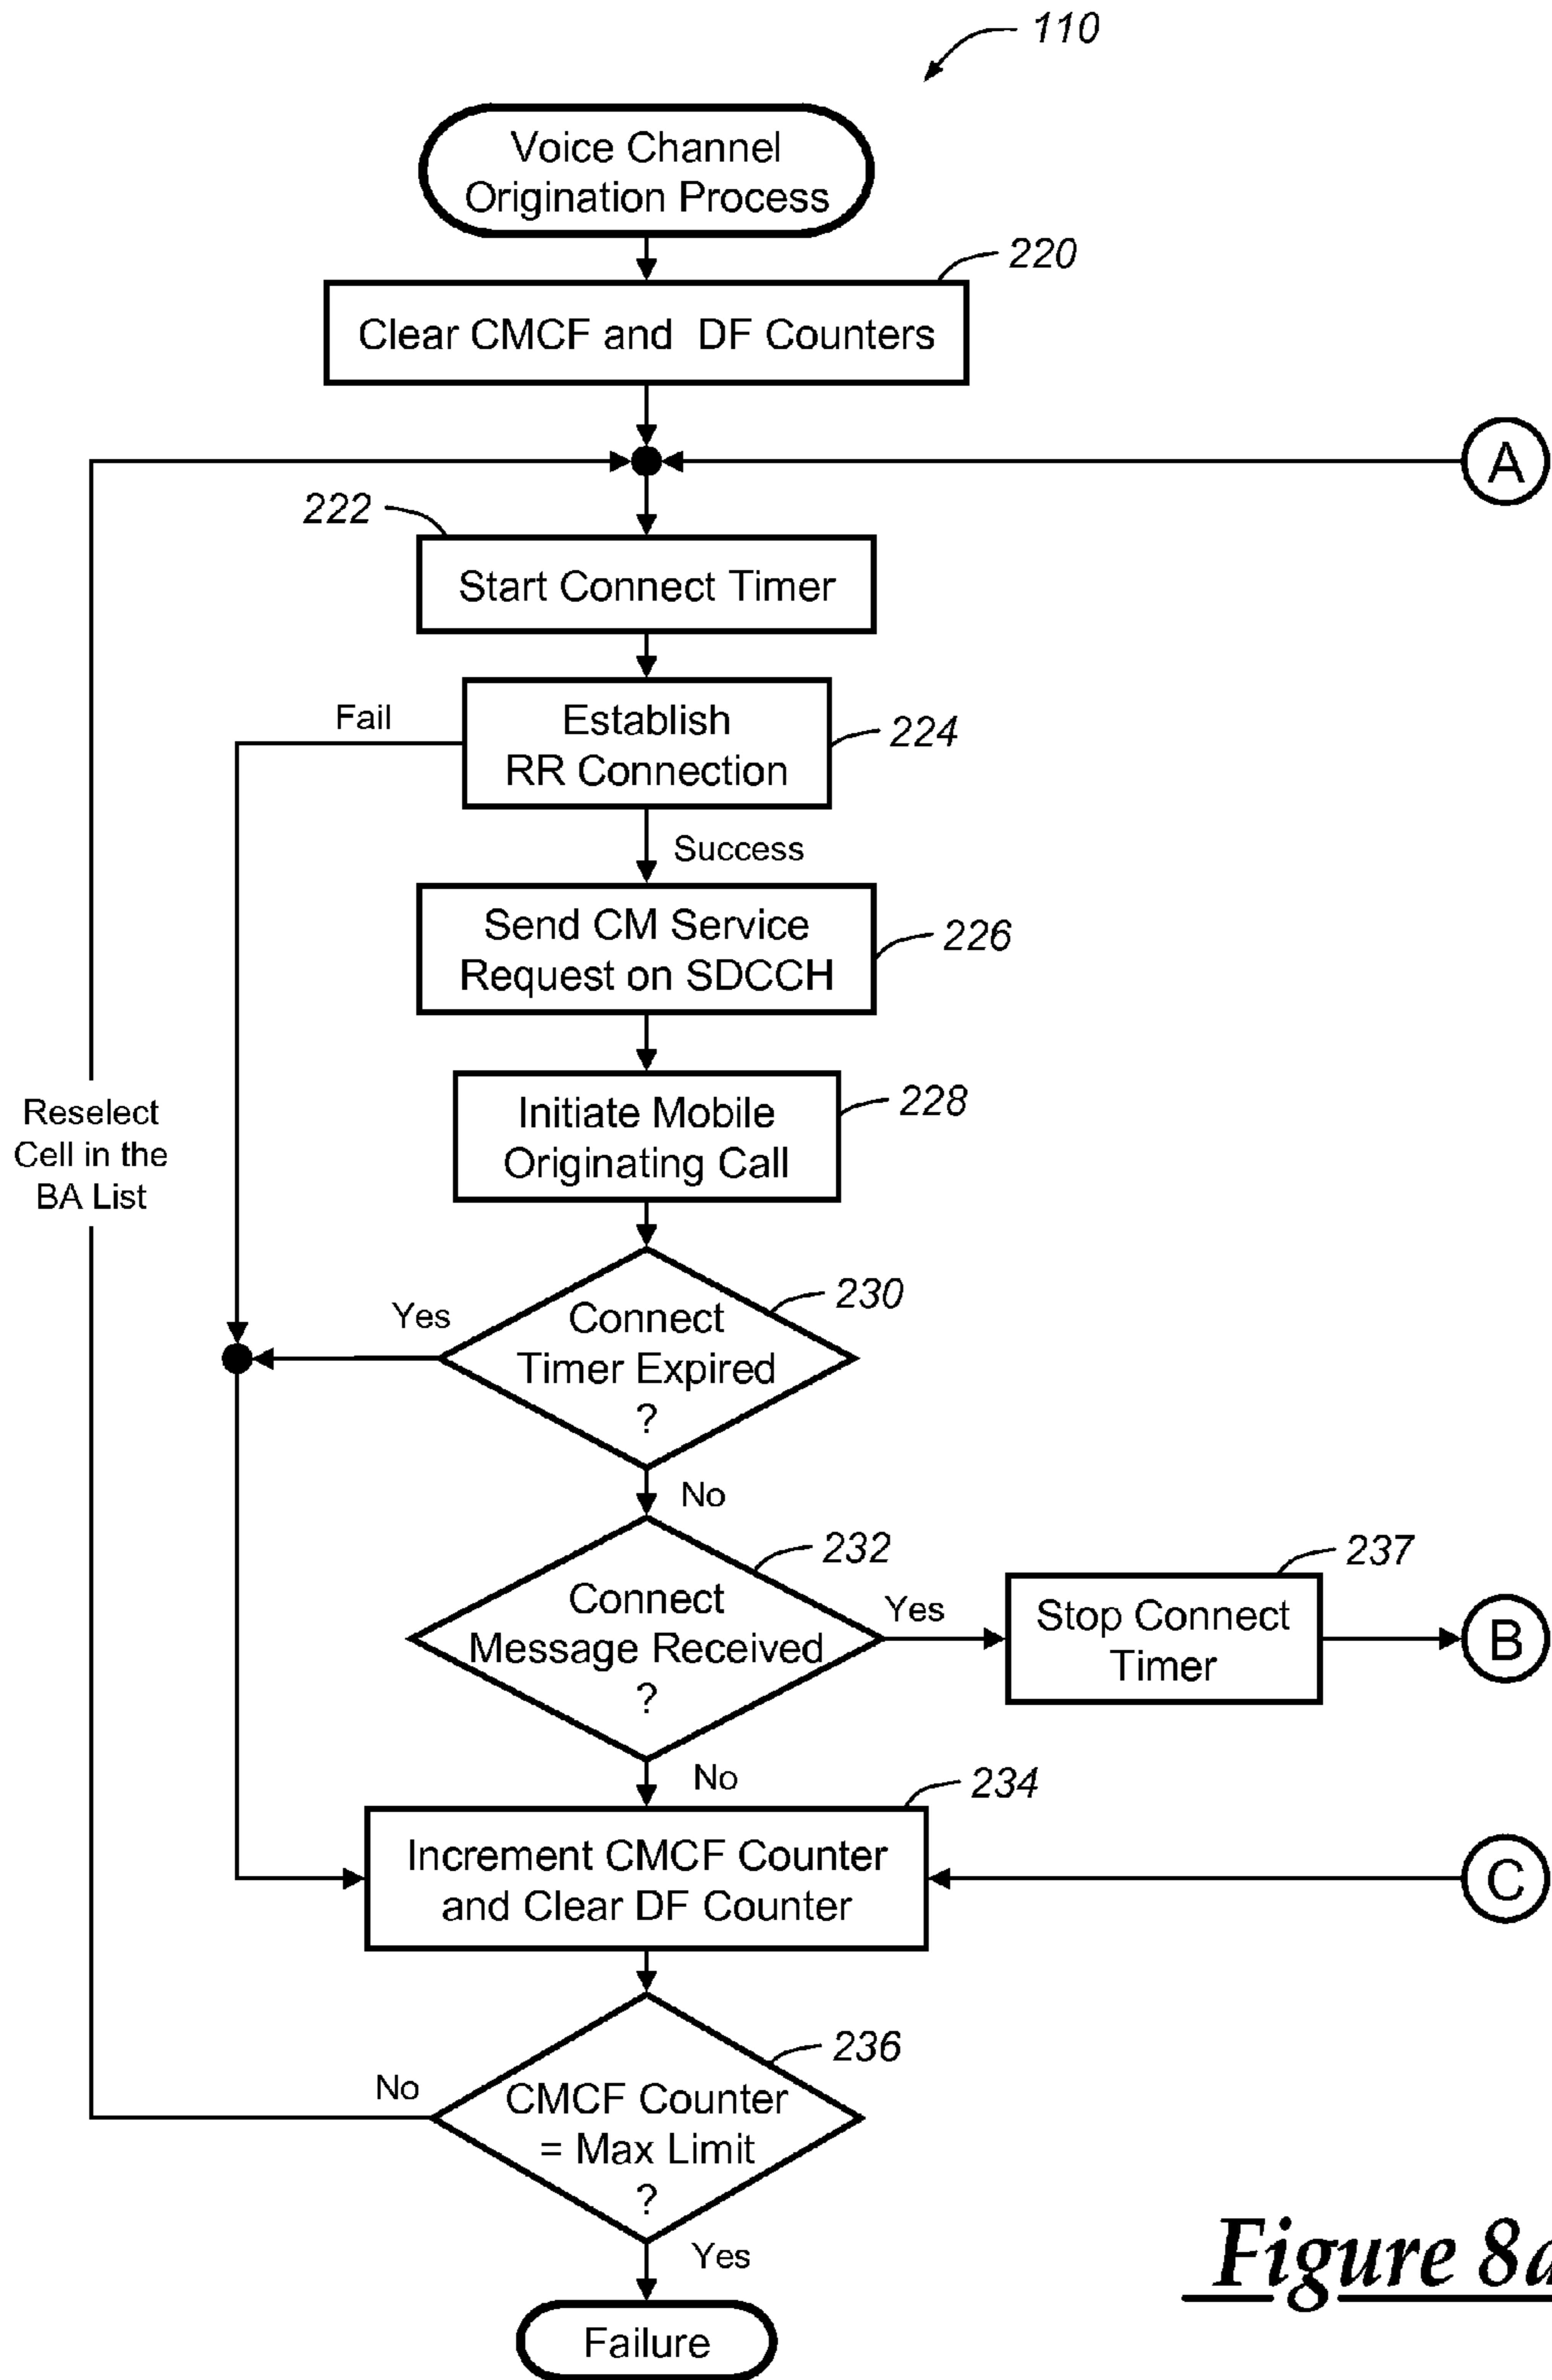 110
Voice Channel
Origination Process
220
Clear CMCF and DF Counters
A
222
Start Connect Timer
Fail
Establish
RR Connection
224
Success
Send CM Service
Request on SDCCH
226
Reselect
Cell in the
BA List
Initiate Mobile
Originating Call
228
230
Yes
Connect
Timer Expired
?
No
232
Connect
Message Received
?
Yes
237
Stop Connect
Timer
B
No
234
Increment CMCF Counter
and Clear DF Counter
C
236
No
CMCF Counter
= Max Limit
?
Yes
Failure
Figure 8a